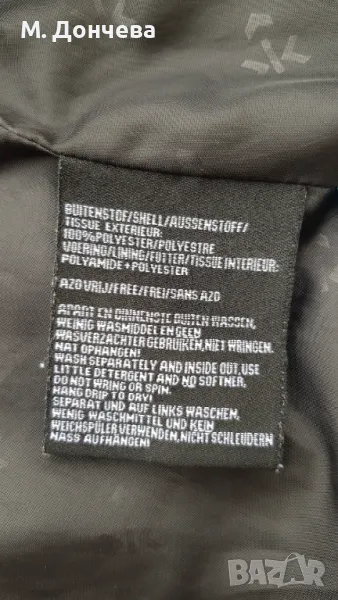 М. Дончева
BUITENSTOF/SHELL/AUSSENSTOFF/
TISSUE EXTERIEUR:
100%POLYESTER/POLYESTRE
VOERING/LINING/FUTTER/TISSUE INTERIEUR:
POLYAMIDE+POLYESTER
AZO VRIJ/FREE/FREI/SANS AZO
APART EN BINNENSTE BUITEN WASSEN,
WEINIG WASMIDDEL EN GEEN
WASVERZACHTER GEBRUIKEN,NIET WRINGEN.
NAT OPHANGEN!
WASH SEPARATELY AND INSIDE OUT, USE
LITTLE DETERGENT AND NO SOFTNER,
DO NOT WRING OR SPIN.
HANG DRIP TO DRY!
SEPARAT UND AUF LINKS WASCHEN,
WENIG WASCHMITTEL UND KEIN
WEICHSPÜLER VERWENDEN,NICHT SCHLEUDERN
NASS AUFHANGEN!
BAZAR